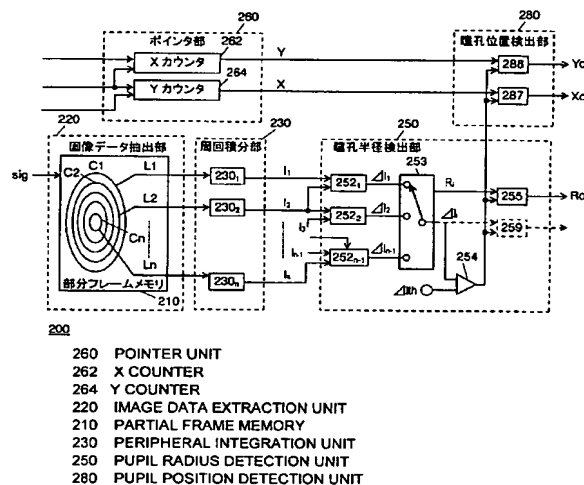 260
ポインタ部
262
Xカウンタ
Y
264
Yカウンタ
X
280
瞳孔位置検出部
288
Yo
287
Xo
220
画像データ抽出部
sig
C1
C2
Cn
L1
L2
Ln
部分フレームメモリ
210
周回積分部
230
230₁
230₂
230ₙ
I₁
I₂
I₃
Iₙ₋₁
Iₙ
250
瞳孔半径検出部
253
252₁
252₂
252ₙ₋₁
⊿I₁
⊿I₂
⊿Iₙ₋₁
255
Ro
259
254
⊿Ith
200
260 POINTER UNIT
262 X COUNTER
264 Y COUNTER
220 IMAGE DATA EXTRACTION UNIT
210 PARTIAL FRAME MEMORY
230 PERIPHERAL INTEGRATION UNIT
250 PUPIL RADIUS DETECTION UNIT
280 PUPIL POSITION DETECTION UNIT